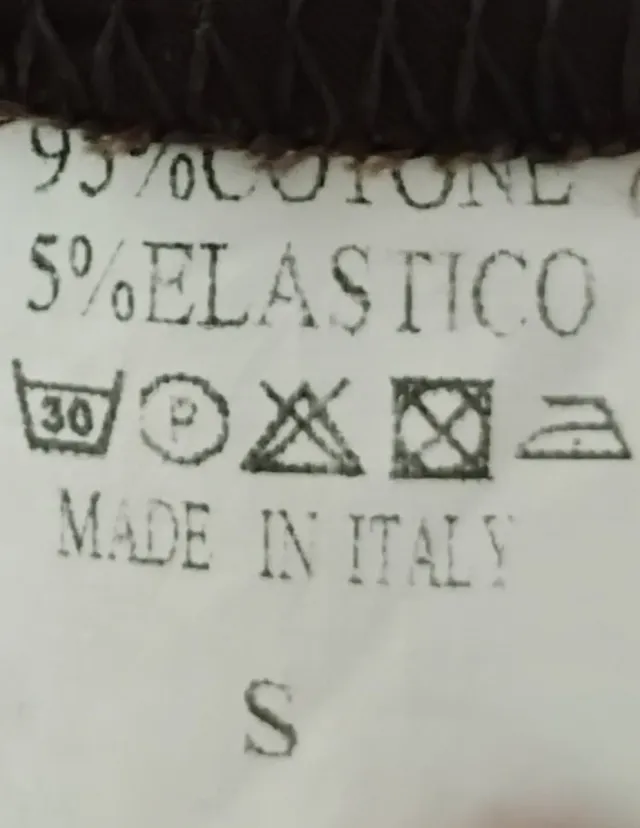 95%COTONE
5%ELASTICO
30 P
MADE IN ITALY
S